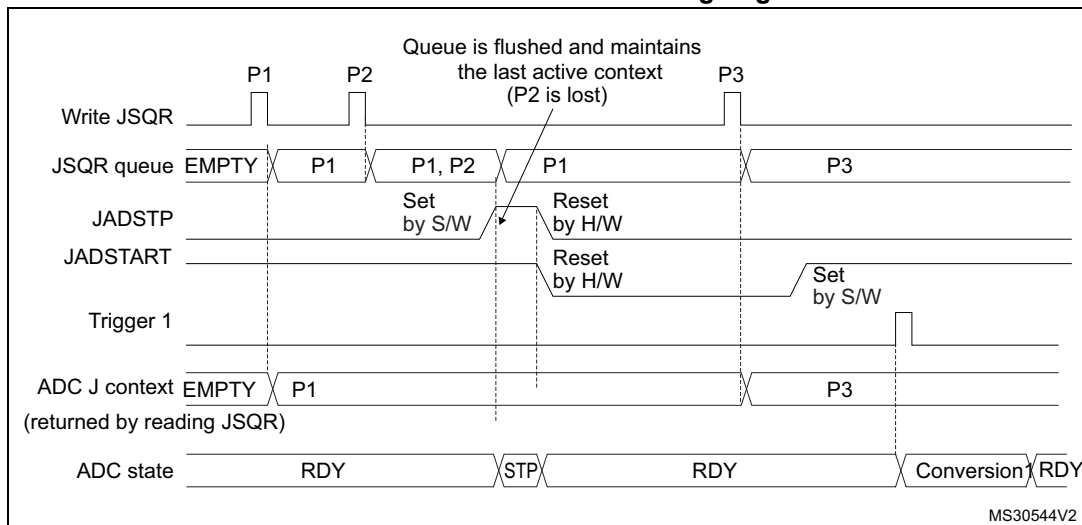 Queue is flushed and maintains
the last active context
(P2 is lost)
P1 P2 P3
Write JSQR
JSQR queue EMPTY P1 P1, P2 P1 P3
Set Reset
by S/W by H/W
JADSTP
JADSTART
Reset
by H/W
Set
by S/W
Trigger 1
ADC J context EMPTY P1 P3
(returned by reading JSQR)
ADC state RDY STP RDY Conversion1 RDY
MS30544V2